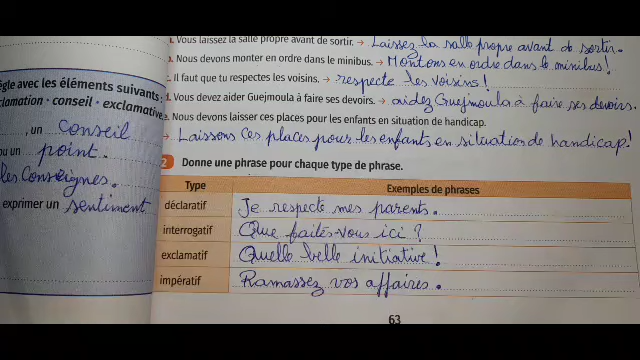 Vous laissez la salle propre avant de sortir. → Laissez la salle propre avant de sortir.
Nous devons monter en ordre dans le minibus. → Montons en ordre dans le minibus!
Il faut que tu respectes les voisins. → respecte les voisins!
Vous devez aider Guejmoula à faire ses devoirs. → aidez Guejmoula à faire ses devoirs.
Nous devons laisser ces places pour les enfants en situation de handicap.
→ Laissons ces places pour les enfants en situation de handicap!
ègle avec les éléments suivants :
clamation · conseil · exclamative
, un conseil
ou un point.
les Consignes.
exprimer un sentiment
2 Donne une phrase pour chaque type de phrase.
Type Exemples de phrases
déclaratif Je respecte mes parents.
interrogatif Que faites-vous ici ?
exclamatif Quelle belle initiative !
impératif Ramassez vos affaires.
63